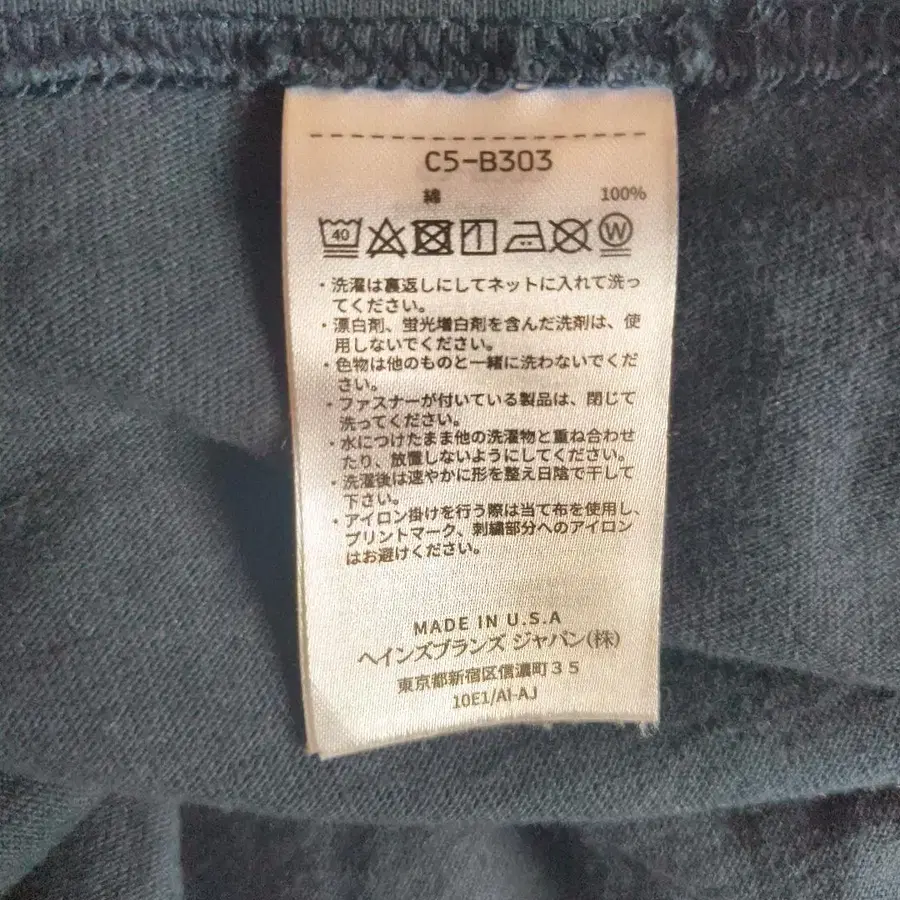 C5-B303
綿 100%
40 W
・洗濯は裏返しにしてネットに入れて洗っ
てください。
・漂白剤、蛍光増白剤を含んだ洗剤は、使
用しないでください。
・色物は他のものと一緒に洗わないでくだ
さい。
・ファスナーが付いている製品は、閉じて
洗ってください。
・水につけたまま他の洗濯物と重ね合わせ
たり、放置しないようにしてください。
・洗濯後は速やかに形を整え日陰で干して
下さい。
・アイロン掛けを行う際は当て布を使用し、
プリントマーク、刺繍部分へのアイロン
はお避けください。
MADE IN U.S.A
ヘインズブランズ ジャパン(株)
東京都新宿区信濃町35
10E1/AI-AJ